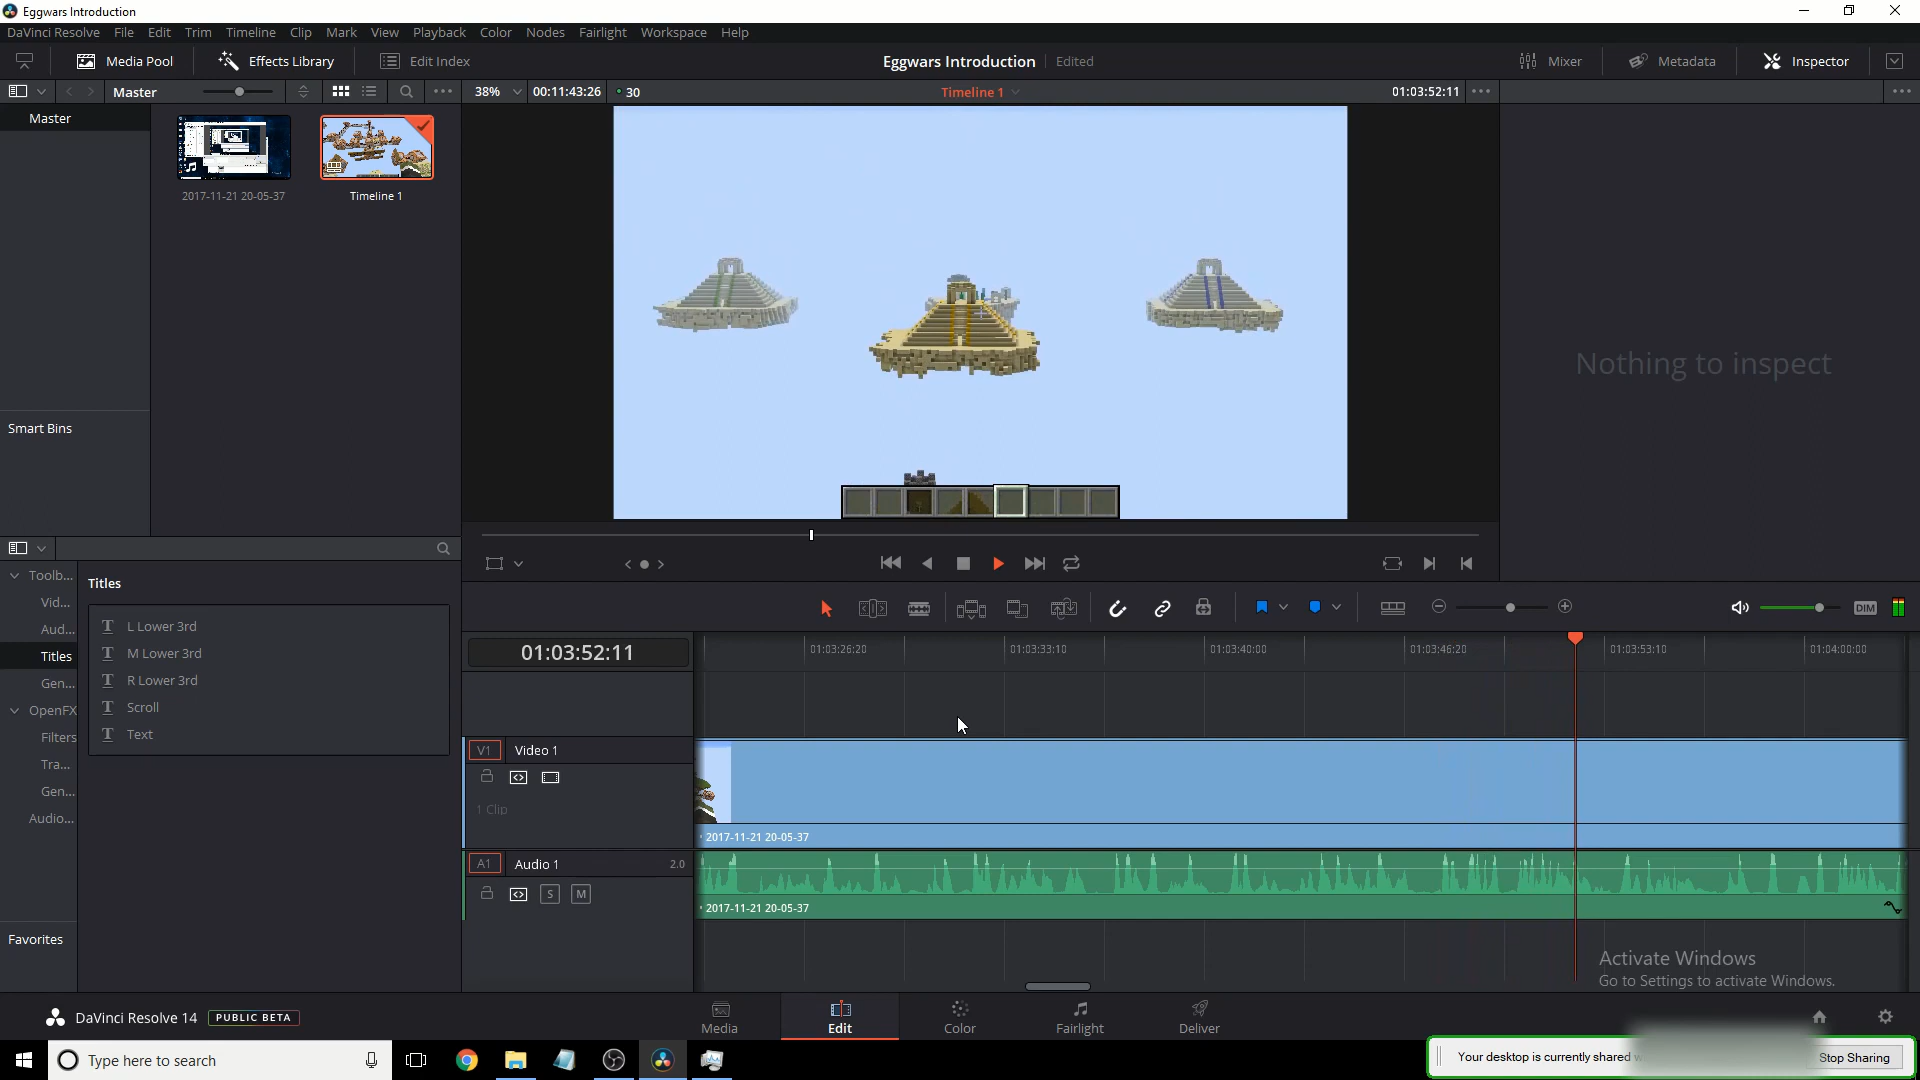 Eggwars Introduction
DaVinci Resolve File Edit Trim Timeline Clip Mark View Playback Color Nodes Fairlight Workspace Help
Media Pool Effects Library Edit Index Eggwars Introduction Edited Mixer Metadata Inspector
Master 38% 00:11:43:26 30 Timeline 1 01:03:52:11
Master
2017-11-21 20-05-37 Timeline 1
Nothing to inspect
Smart Bins
Toolb...
Titles
Vid...
L Lower 3rd
Aud...
M Lower 3rd
Titles
R Lower 3rd
Gen...
Scroll
OpenFX
Text
Filters
Tra...
Gen...
Audio...
Favorites
DIM
01:03:52:11 01:03:26:20 01:03:33:10 01:03:40:00 01:03:46:20 01:03:53:10 01:04:00:00
V1 Video 1
1 Clip
2017-11-21 20-05-37
A1 Audio 1 2.0
S M
2017-11-21 20-05-37
Activate Windows
Go to Settings to activate Windows.
DaVinci Resolve 14 PUBLIC BETA
Media Edit Color Fairlight Deliver
Type here to search
Your desktop is currently shared
Stop Sharing